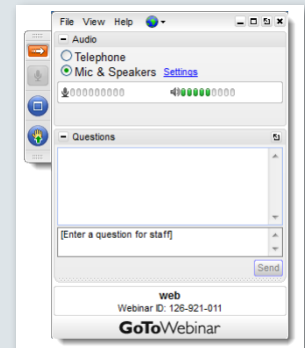 File View Help
Audio
Telephone
Mic & Speakers Settings
Questions
[Enter a question for staff]
Send
web
Webinar ID: 126-921-011
GoToWebinar